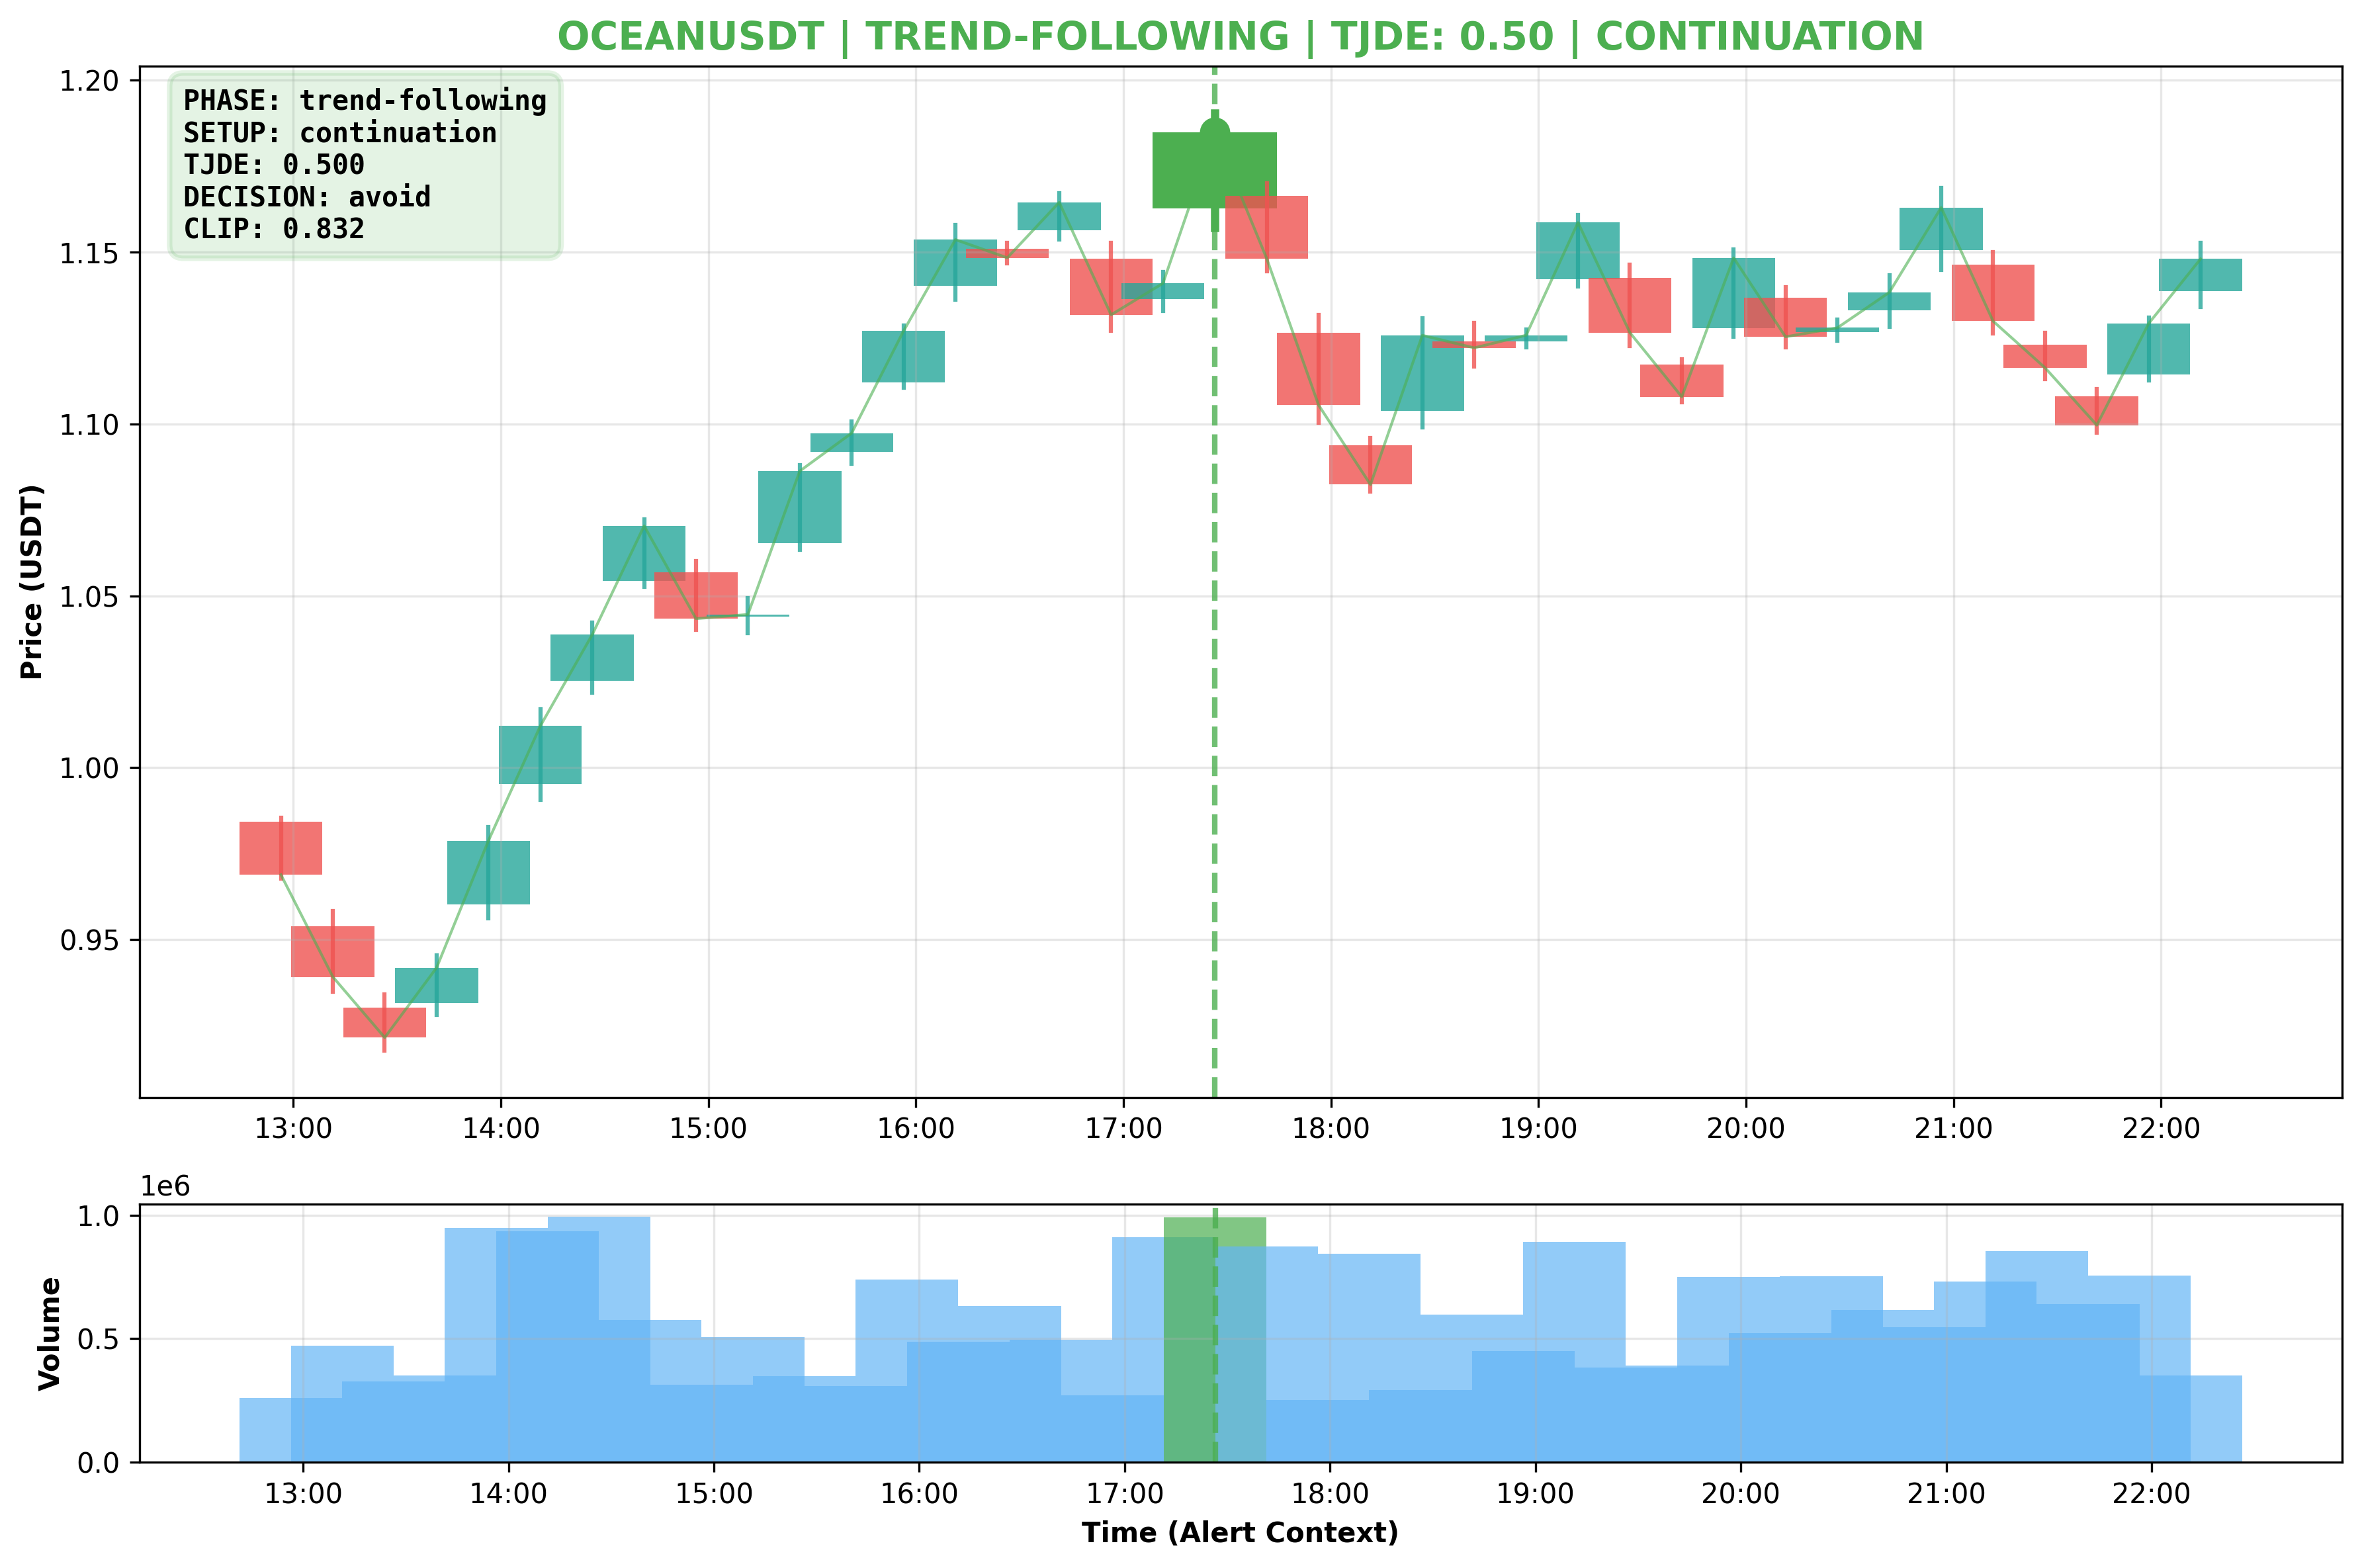 OCEANUSDT | TREND-FOLLOWING | TJDE: 0.50 | CONTINUATION
PHASE: trend-following
SETUP: continuation
TJDE: 0.500
DECISION: avoid
CLIP: 0.832
Price (USDT)
1.20
1.15
1.10
1.05
1.00
0.95
13:00 14:00 15:00 16:00 17:00 18:00 19:00 20:00 21:00 22:00
1e6
Volume
1.0
0.5
0.0
13:00 14:00 15:00 16:00 17:00 18:00 19:00 20:00 21:00 22:00
Time (Alert Context)